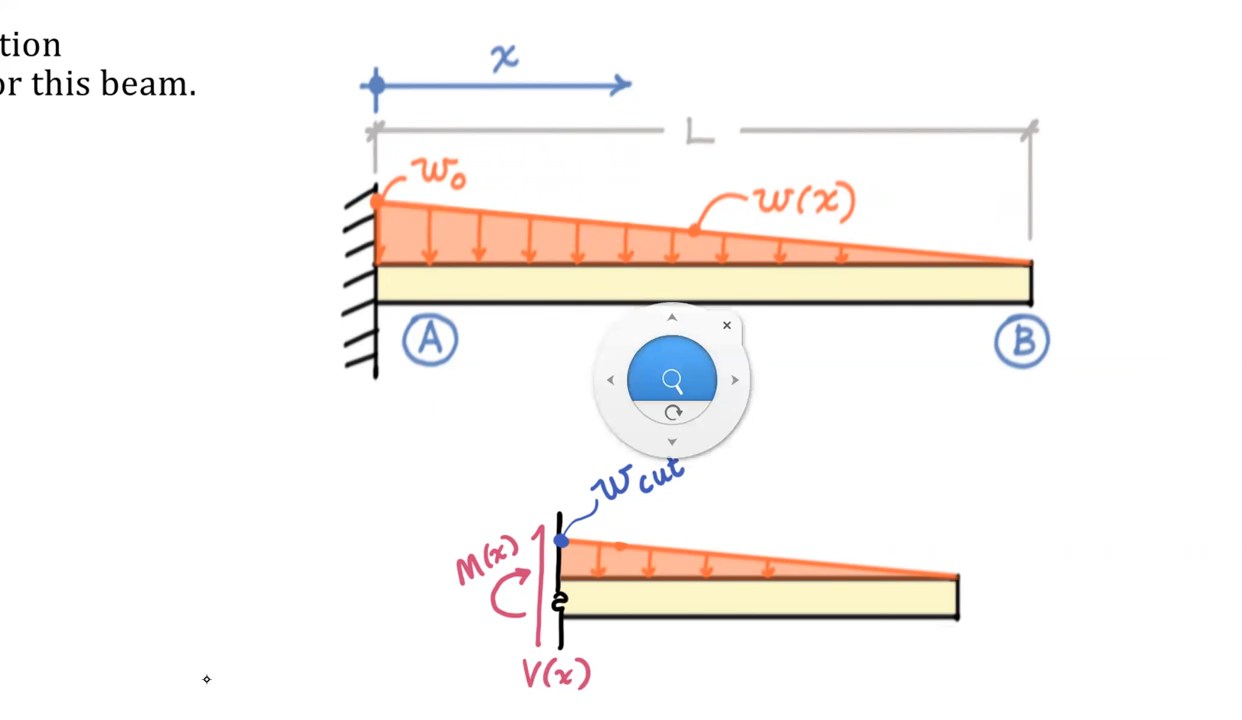 tion
or this beam.
x
L
w₀
w(x)
A
B
w cut
M(x)
V(x)